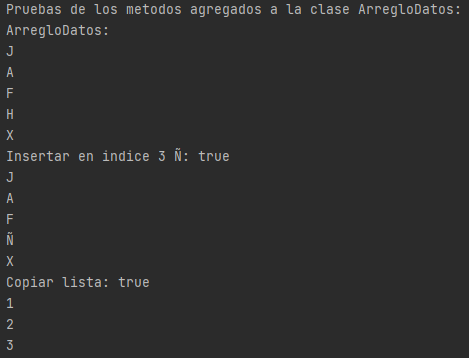 Pruebas de los metodos agregados a la clase ArregloDatos:
ArregloDatos:
J
A
F
H
X
Insertar en indice 3 Ñ: true
J
A
F
Ñ
X
Copiar lista: true
1
2
3